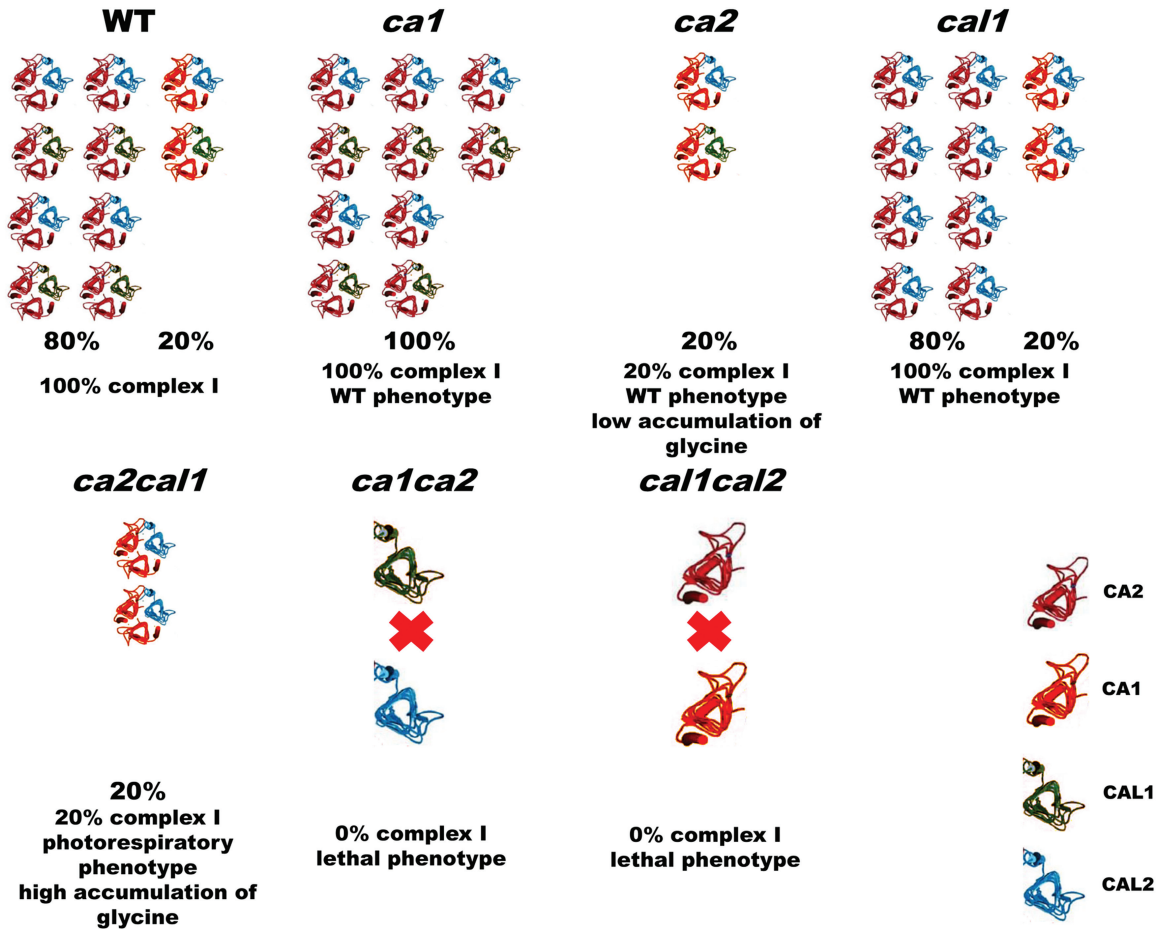 WT
ca1
ca2
cal1
80%
20%
100% complex I
100%
100% complex I
WT phenotype
20%
20% complex I
WT phenotype
low accumulation of
glycine
80%
20%
100% complex I
WT phenotype
ca2cal1
ca1ca2
cal1cal2
20%
20% complex I
photorespiratory
phenotype
high accumulation of
glycine
0% complex I
lethal phenotype
0% complex I
lethal phenotype
CA2
CA1
CAL1
CAL2